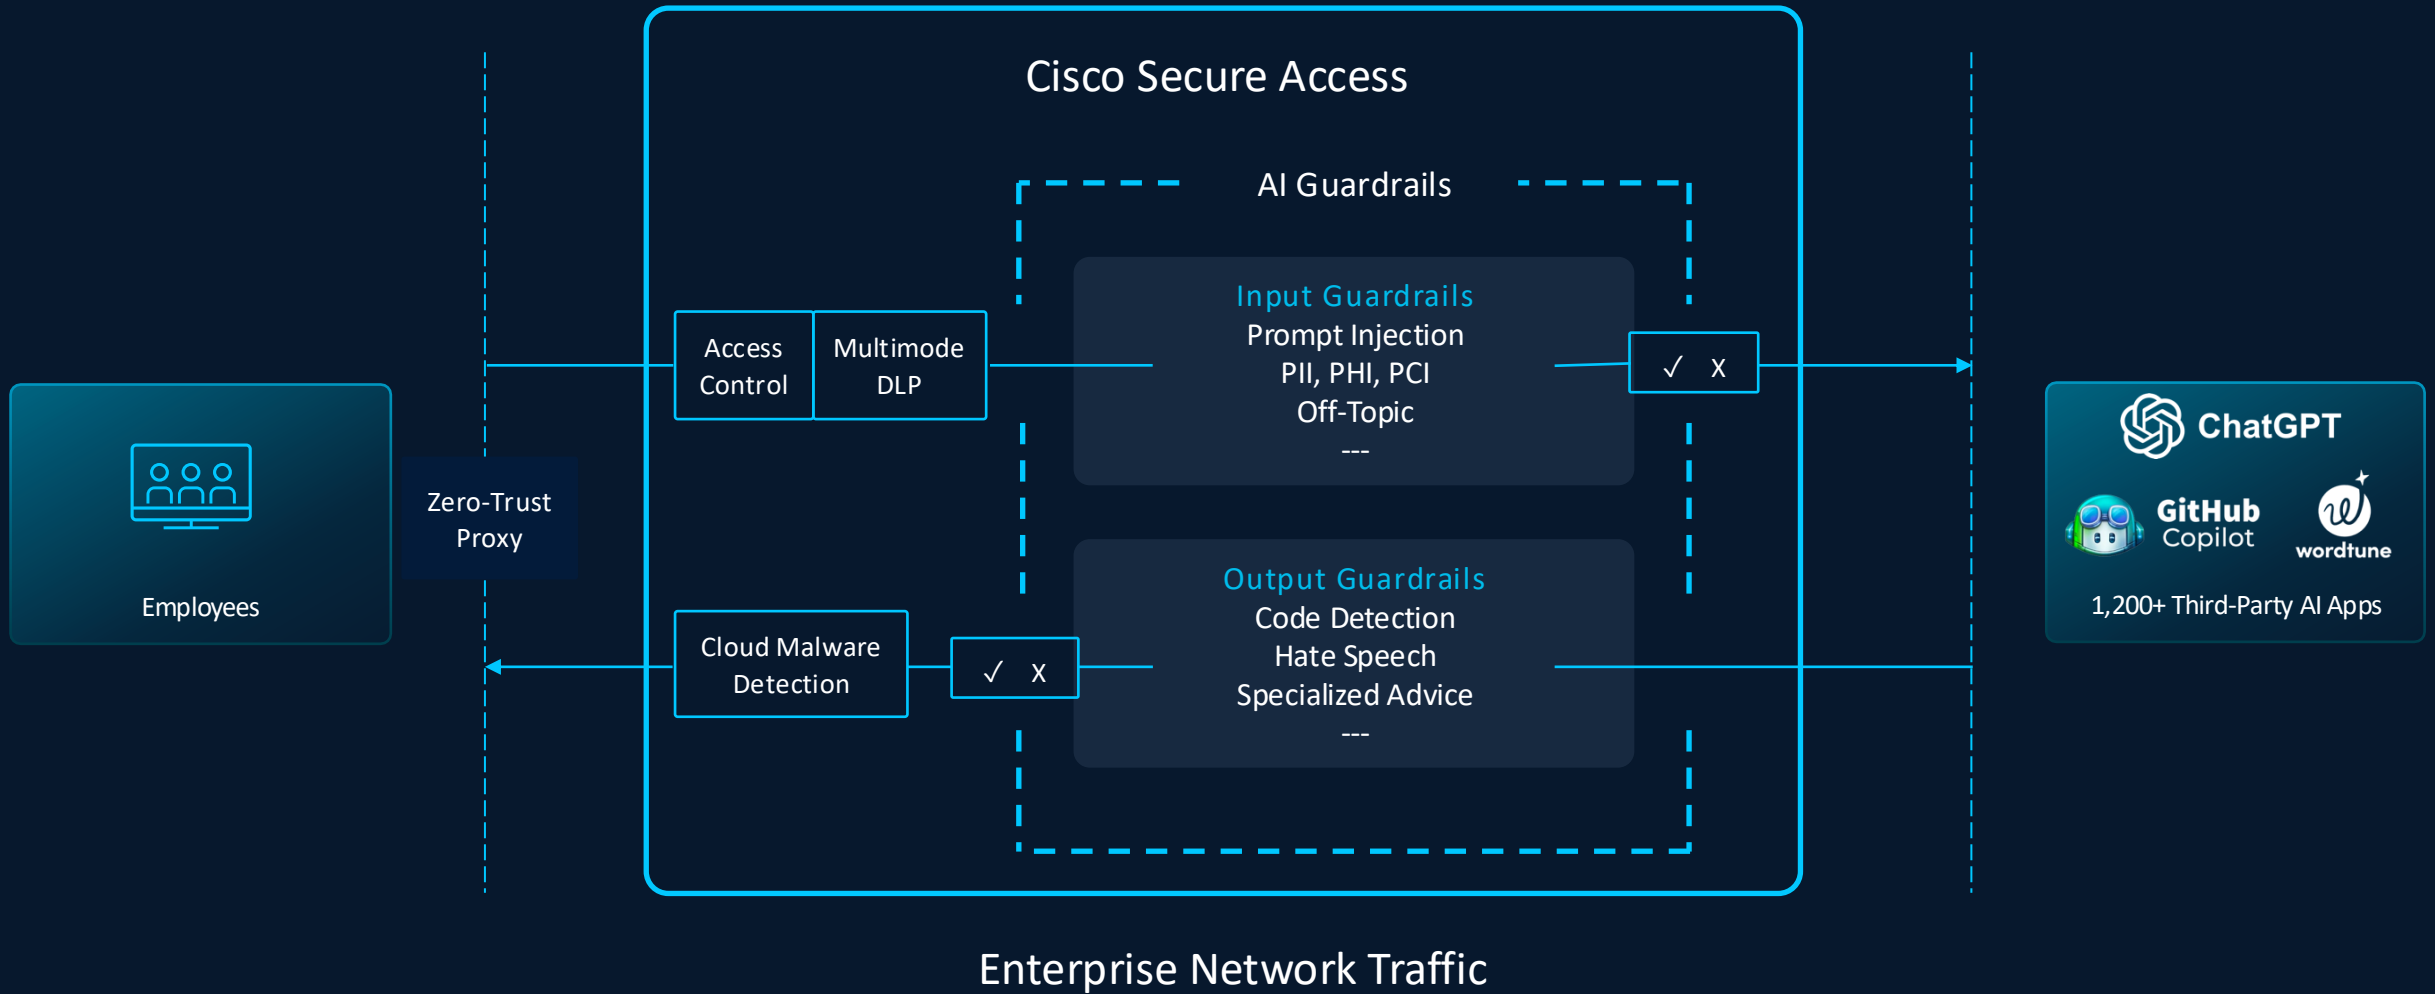 Cisco Secure Access
AI Guardrails
Input Guardrails
Prompt Injection
PII, PHI, PCI
Off-Topic
---
Access
Control
Multimode
DLP
✓ X
Employees
Zero-Trust
Proxy
ChatGPT
GitHub
Copilot
wordtune
1,200+ Third-Party AI Apps
Output Guardrails
Code Detection
Hate Speech
Specialized Advice
---
Cloud Malware
Detection
✓ X
Enterprise Network Traffic